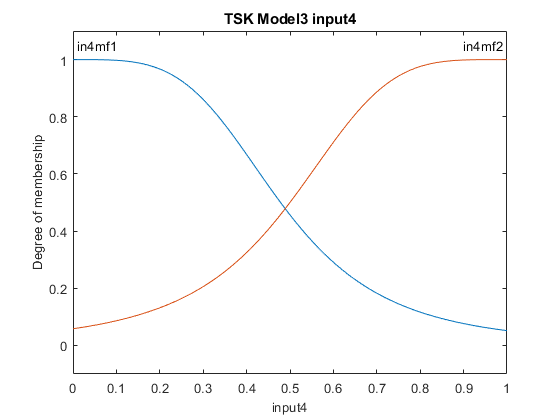 TSK Model3 input4
in4mf1
in4mf2
1
0.8
0.6
0.4
0.2
0
Degree of membership
0 0.1 0.2 0.3 0.4 0.5 0.6 0.7 0.8 0.9 1
input4